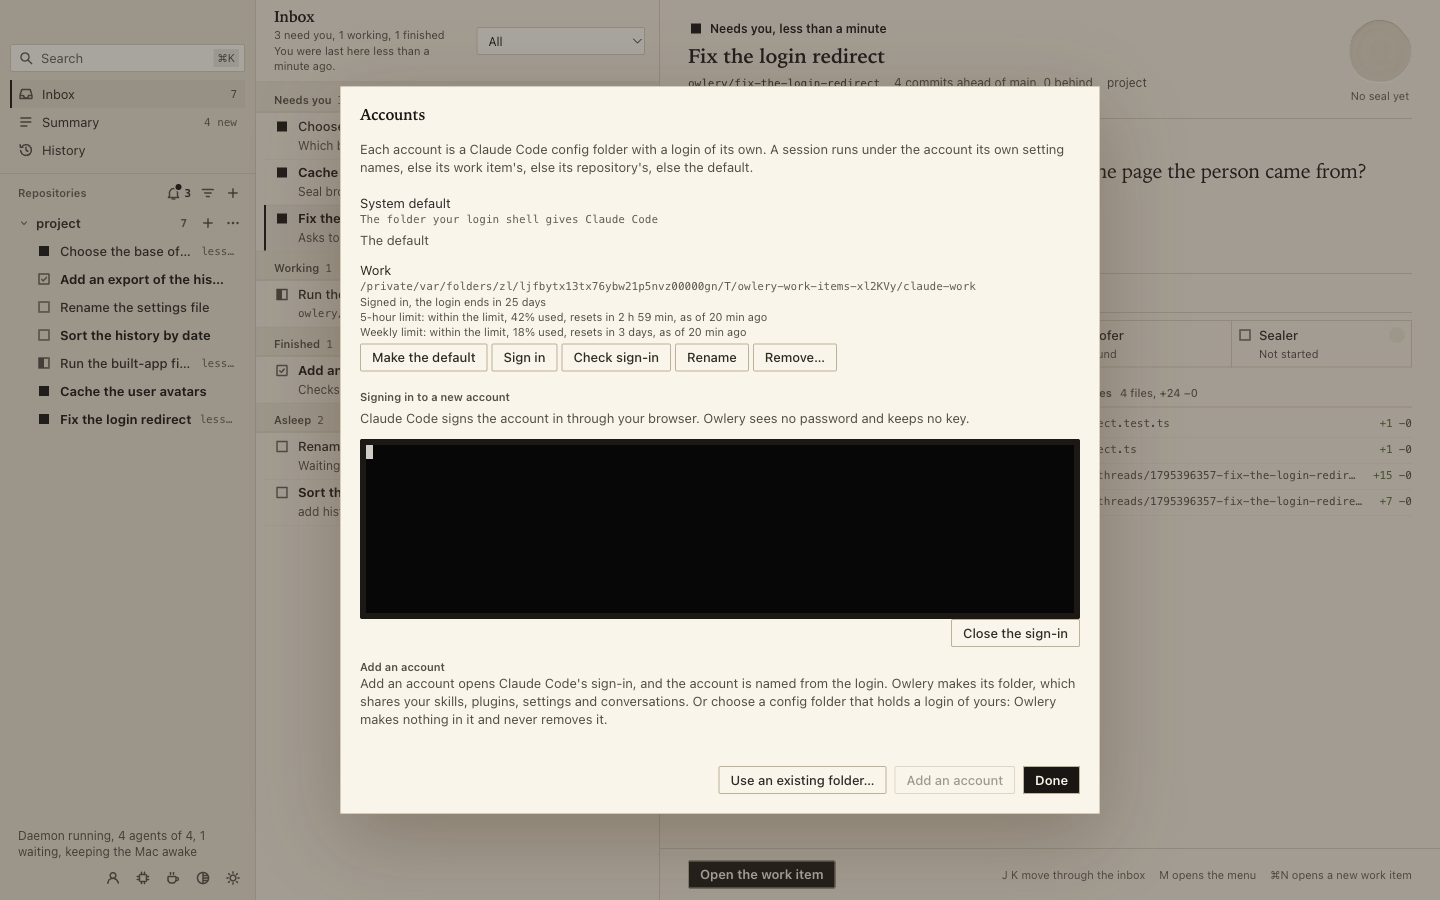 Search
⌘K
Inbox
7
Summary
4 new
History
Repositories
3
project
7
Choose the base of...
less...
Add an export of the his...
Rename the settings file
Sort the history by date
Run the built-app fi...
less...
Cache the user avatars
Fix the login redirect
less...
Daemon running, 4 agents of 4, 1
waiting, keeping the Mac awake
Inbox
3 need you, 1 working, 1 finished
You were last here less than a
minute ago.
All
Needs you
Choose
Which
Cache
Seal
Fix the
Asks to
Working 1
Run the
owlery/
Finished 1
Add an
Checks
Asleep 2
Waiting
Sort th
add
Needs you, less than a minute
Fix the login redirect
owlery/fix-the-login-redirect
4 commits ahead of main, 0 behind
project
No seal yet
page the person came from?
Sealer
Not started
4 files, +24 −0
ect.test.ts
+1 −0
ect.ts
+1 −0
threads/1795396357-fix-the-login-redir…
+15 −0
threads/1795396357-fix-the-login-redire…
+7 −0
Open the work item
J K move through the inbox
M opens the menu
⌘N opens a new work item
Accounts
Each account is a Claude Code config folder with a login of its own. A session runs under the account its own setting
names, else its work item's, else its repository's, else the default.
System default
The folder your login shell gives Claude Code
The default
Work
/private/var/folders/zl/ljfbytx13tx76ybw21p5nvz00000gn/T/owlery-work-items-xl2KVy/claude-work
Signed in, the login ends in 25 days
5-hour limit: within the limit, 42% used, resets in 2 h 59 min, as of 20 min ago
Weekly limit: within the limit, 18% used, resets in 3 days, as of 20 min ago
Make the default
Sign in
Check sign-in
Rename
Remove...
Signing in to a new account
Claude Code signs the account in through your browser. Owlery sees no password and keeps no key.
Close the sign-in
Add an account
Add an account opens Claude Code's sign-in, and the account is named from the login. Owlery makes its folder, which
shares your skills, plugins, settings and conversations. Or choose a config folder that holds a login of yours: Owlery
makes nothing in it and never removes it.
Use an existing folder...
Add an account
Done